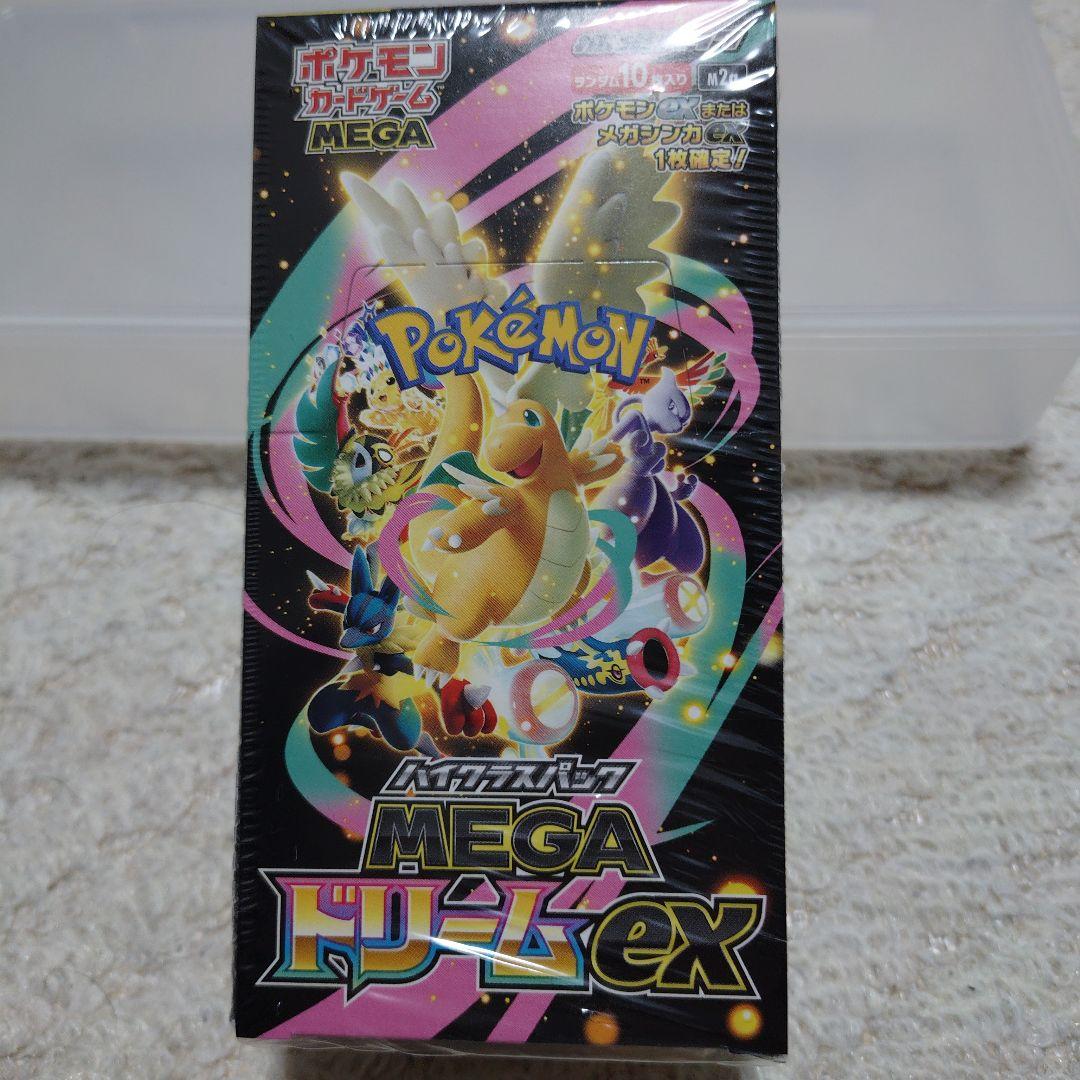 ポケモン
カードゲーム
MEGA
ランダム10枚入り
ポケモンexまたは
メガシンカex
1枚確定!
POKéMON
TM
ハイクラスパック
MEGA
ドリームex